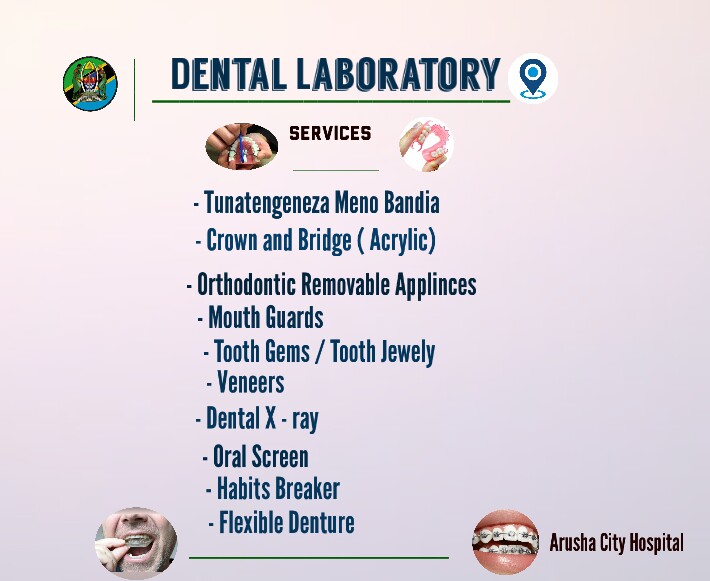 DENTAL LABORATORY
SERVICES
- Tunatengeneza Meno Bandia
- Crown and Bridge ( Acrylic)
- Orthodontic Removable Applinces
- Mouth Guards
- Tooth Gems / Tooth Jewely
- Veneers
- Dental X - ray
- Oral Screen
- Habits Breaker
- Flexible Denture
Arusha City Hospital